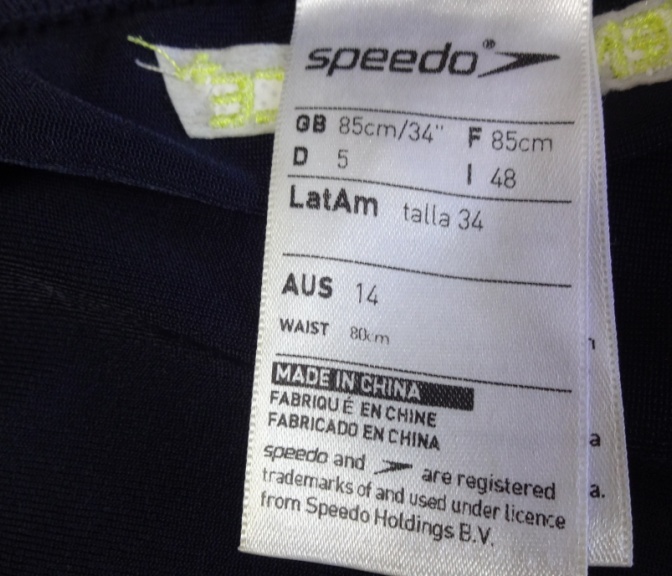 speedo®
GB 85cm/34" F 85cm
D 5 I 48
LatAm talla 34
AUS 14
WAIST 80cm
MADE IN CHINA
FABRIQUÉ EN CHINE
FABRICADO EN CHINA
speedo and are registered
trademarks of and used under licence
from Speedo Holdings B.V.
a
a.